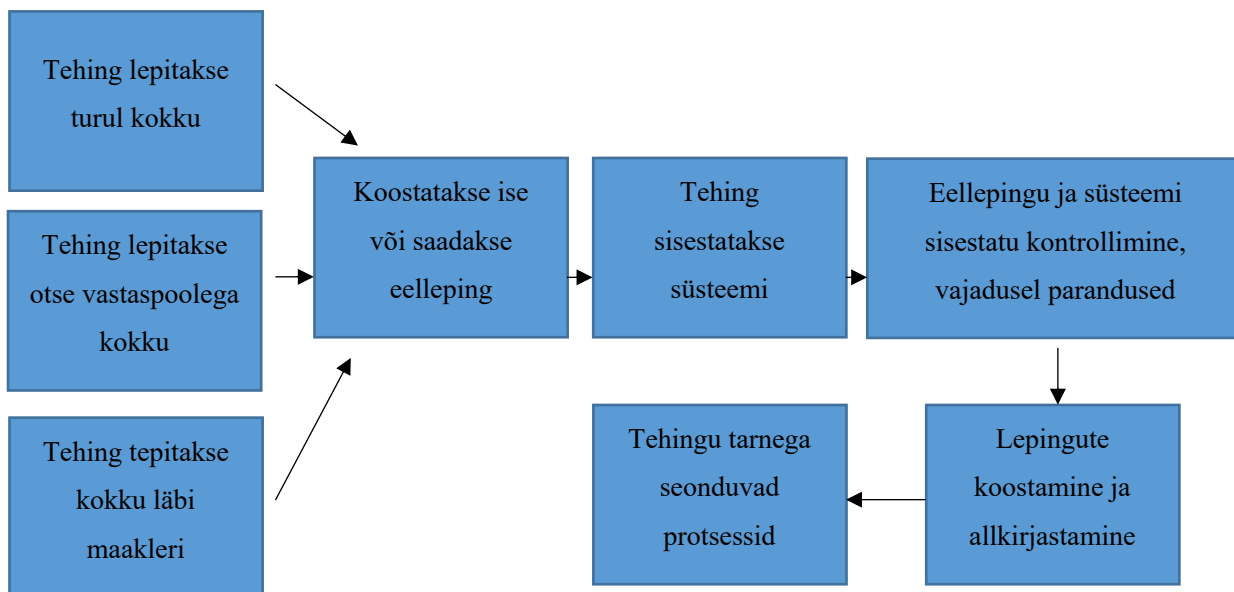 Tehing lepitakse
turul kokku
Tehing lepitakse
otse vastaspoolega
kokku
Tehing tepitakse
kokku läbi
maakleri
Koostatakse ise
või saadakse
eelleping
Tehing
sisestatakse
süsteemi
Eellepingu ja süsteemi
sisestatu kontrollimine,
vajadusel parandused
Lepingute
koostamine ja
allkirjastamine
Tehingu tarnega
seonduvad
protsessid